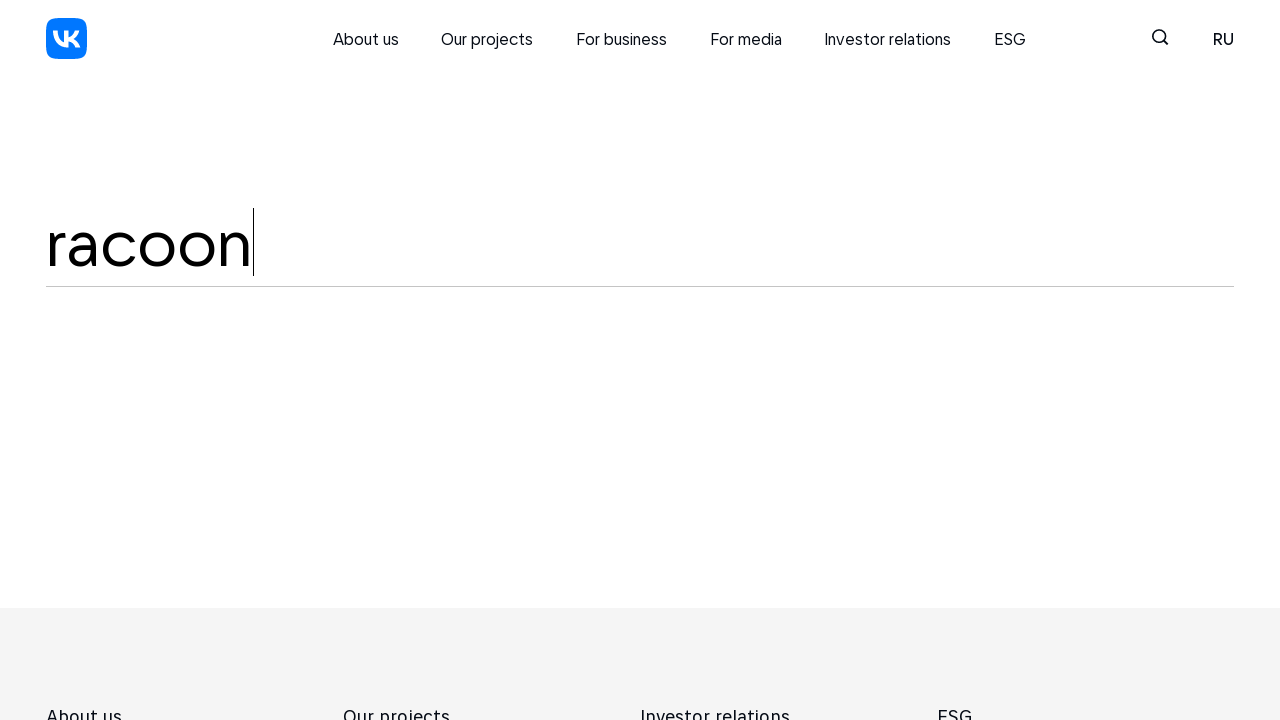 VK
About us
Our projects
For business
For media
Investor relations
ESG
RU
racoon
About us
Our projects
Investor relations
ESG